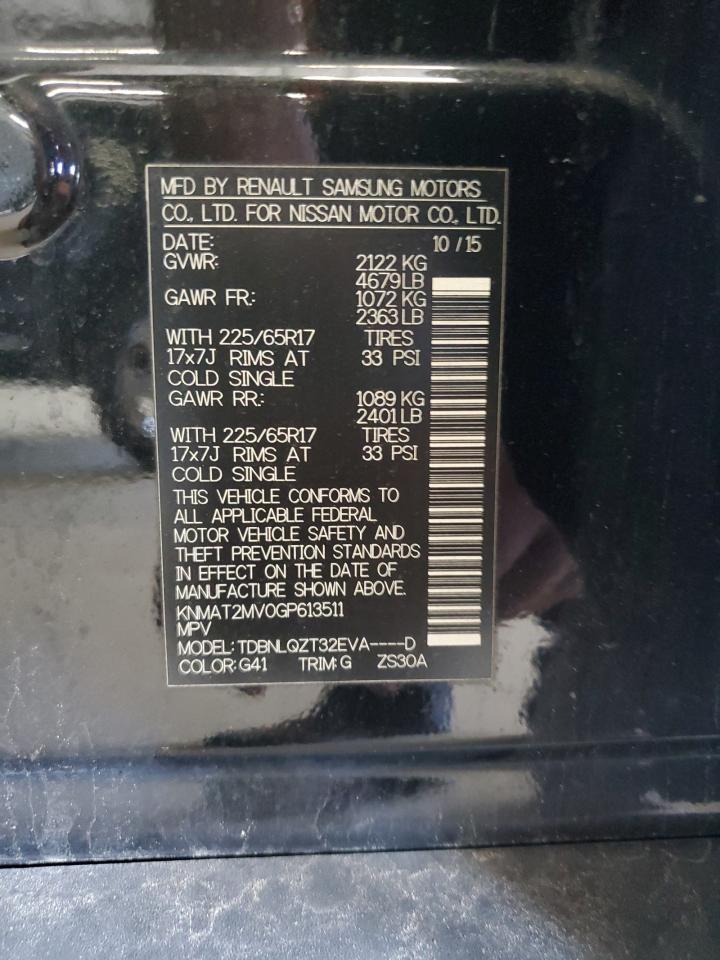 MFD BY RENAULT SAMSUNG MOTORS
CO., LTD. FOR NISSAN MOTOR CO., LTD.
DATE: 10 / 15
GVWR: 2122 KG
4679LB
GAWR FR.: 1072 KG
2363 LB
WITH 225/65R17 TIRES
17x7J RIMS AT 33 PSI
COLD SINGLE
GAWR RR.: 1089 KG
2401 LB
WITH 225/65R17 TIRES
17x7J RIMS AT 33 PSI
COLD SINGLE
THIS VEHICLE CONFORMS TO
ALL APPLICABLE FEDERAL
MOTOR VEHICLE SAFETY AND
THEFT PREVENTION STANDARDS
IN EFFECT ON THE DATE OF
MANUFACTURE SHOWN ABOVE.
KNMAT2MV0GP613511
MPV
MODEL: TDBNLQZT32EVA----D
COLOR: G41 TRIM: G ZS30A